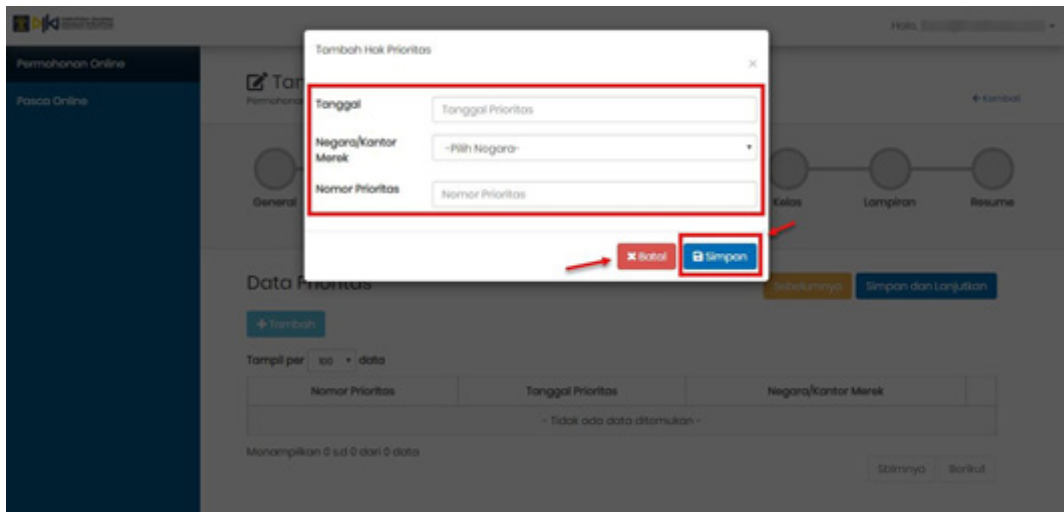 Halo,
Permohonan Online
Pasca Online
Tambah Hak Prioritas
×
Tanggal
Tanggal Prioritas
Negara/Kantor Merek
-Pilih Negara-
Nomor Prioritas
Nomor Prioritas
Batal
Simpan
Kembali
General
Kelas
Lampiran
Resume
Data Prioritas
Sebelumnya
Simpan dan Lanjutkan
+Tambah
Tampil per 100 data
Nomor Prioritas
Tanggal Prioritas
Negara/Kantor Merek
- Tidak ada data ditemukan -
Menampilkan 0 s.d 0 dari 0 data
Sblmnya
Berikut